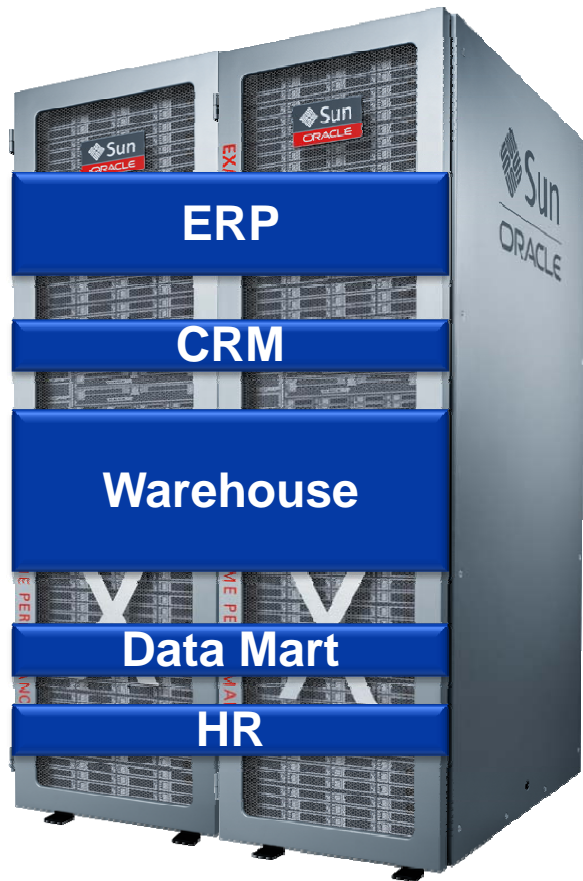 Sun
ORACLE
Sun
ORACLE
Sun
ORACLE
ERP
CRM
Warehouse
Data Mart
HR
X
X